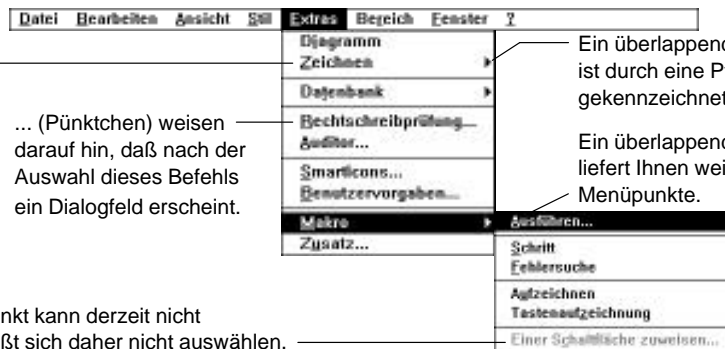 Datei Bearbeiten Ansicht Stil Extras Bereich Fenster ?
Diagramm
Zeichnen
Datenbank
Rechtschreibprüfung...
Auditor...
Smarticons...
Benutzervorgaben...
Makro
Zusatz...
... (Pünktchen) weisen
darauf hin, daß nach der
Auswahl dieses Befehls
ein Dialogfeld erscheint.
Ein überlappend
ist durch eine P
gekennzeichnet
Ein überlappend
liefert Ihnen wei
Menüpunkte.
Ausführen...
Schritt
Fehlersuche
Aufzeichnen
Tastenaufzeichnung
Einer Schaltfläche zuweisen...
nkt kann derzeit nicht
ßt sich daher nicht auswählen.